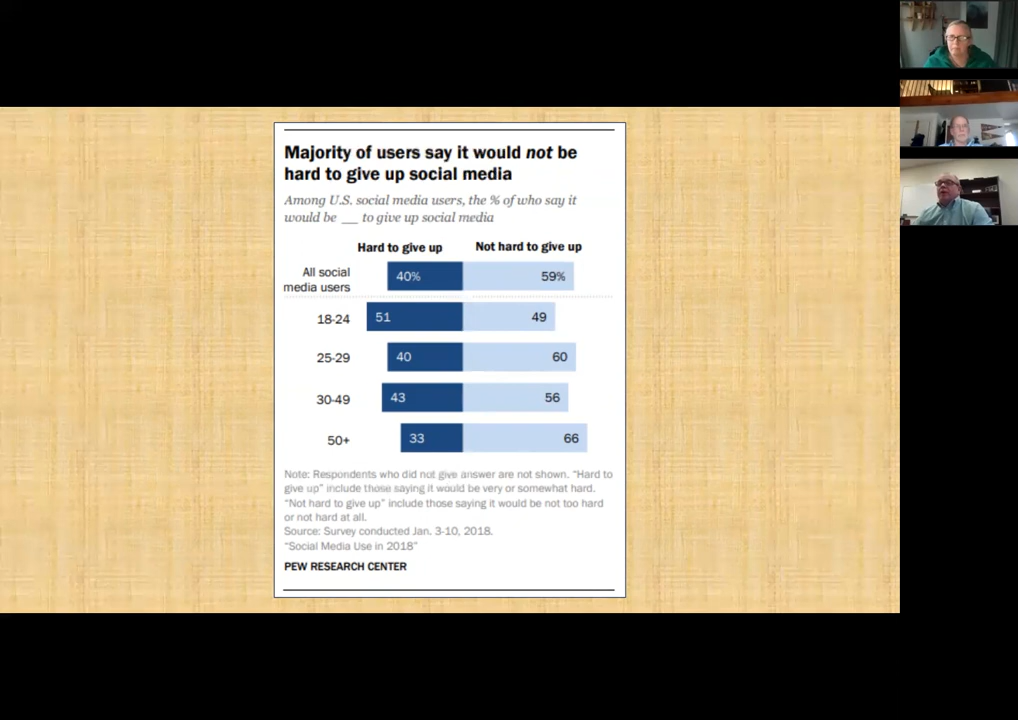 Majority of users say it would not be
hard to give up social media
Among U.S. social media users, the % of who say it
would be __ to give up social media
Hard to give up Not hard to give up
All social
media users 40% 59%
18-24 51 49
25-29 40 60
30-49 43 56
50+ 33 66
Note: Respondents who did not give answer are not shown. “Hard to
give up” include those saying it would be very or somewhat hard.
“Not hard to give up” include those saying it would be not too hard
or not hard at all.
Source: Survey conducted Jan. 3-10, 2018.
“Social Media Use in 2018”
PEW RESEARCH CENTER